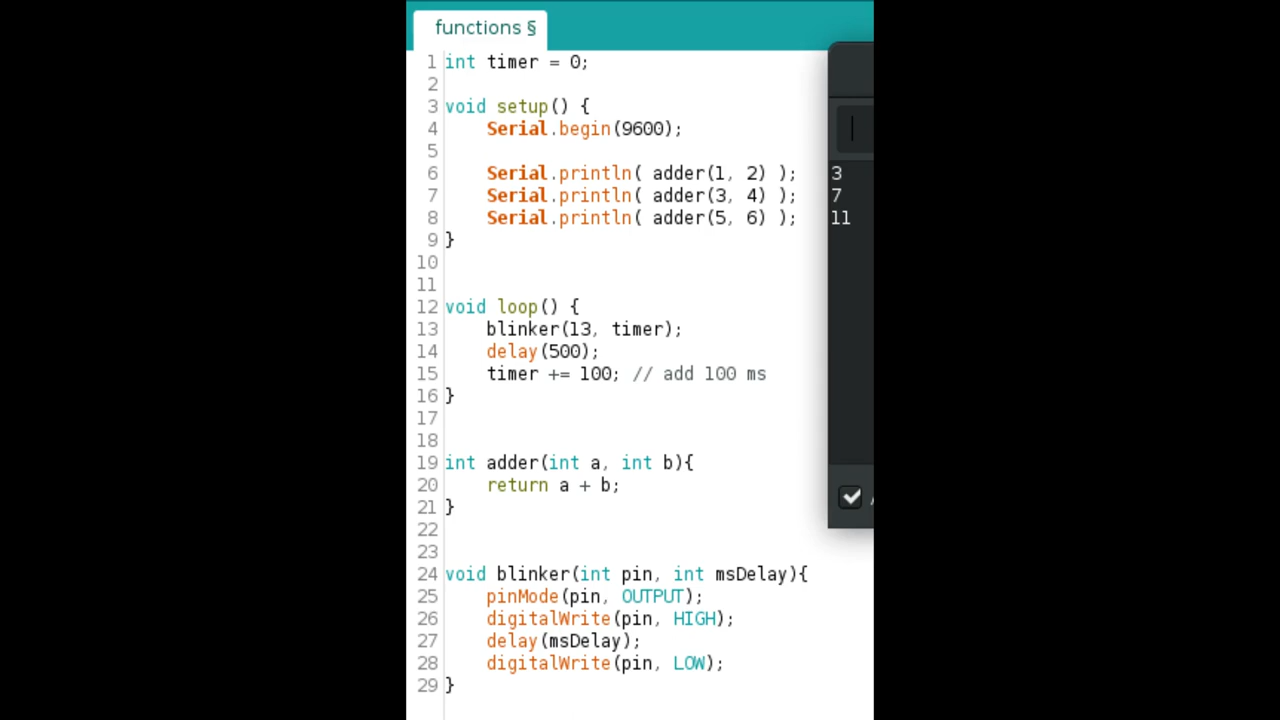 functions §
1 int timer = 0;
2
3 void setup() {
4     Serial.begin(9600);
5
6     Serial.println( adder(1, 2) );
7     Serial.println( adder(3, 4) );
8     Serial.println( adder(5, 6) );
9 }
10
11
12 void loop() {
13     blinker(13, timer);
14     delay(500);
15     timer += 100; // add 100 ms
16 }
17
18
19 int adder(int a, int b){
20     return a + b;
21 }
22
23
24 void blinker(int pin, int msDelay){
25     pinMode(pin, OUTPUT);
26     digitalWrite(pin, HIGH);
27     delay(msDelay);
28     digitalWrite(pin, LOW);
29 }
3
7
11